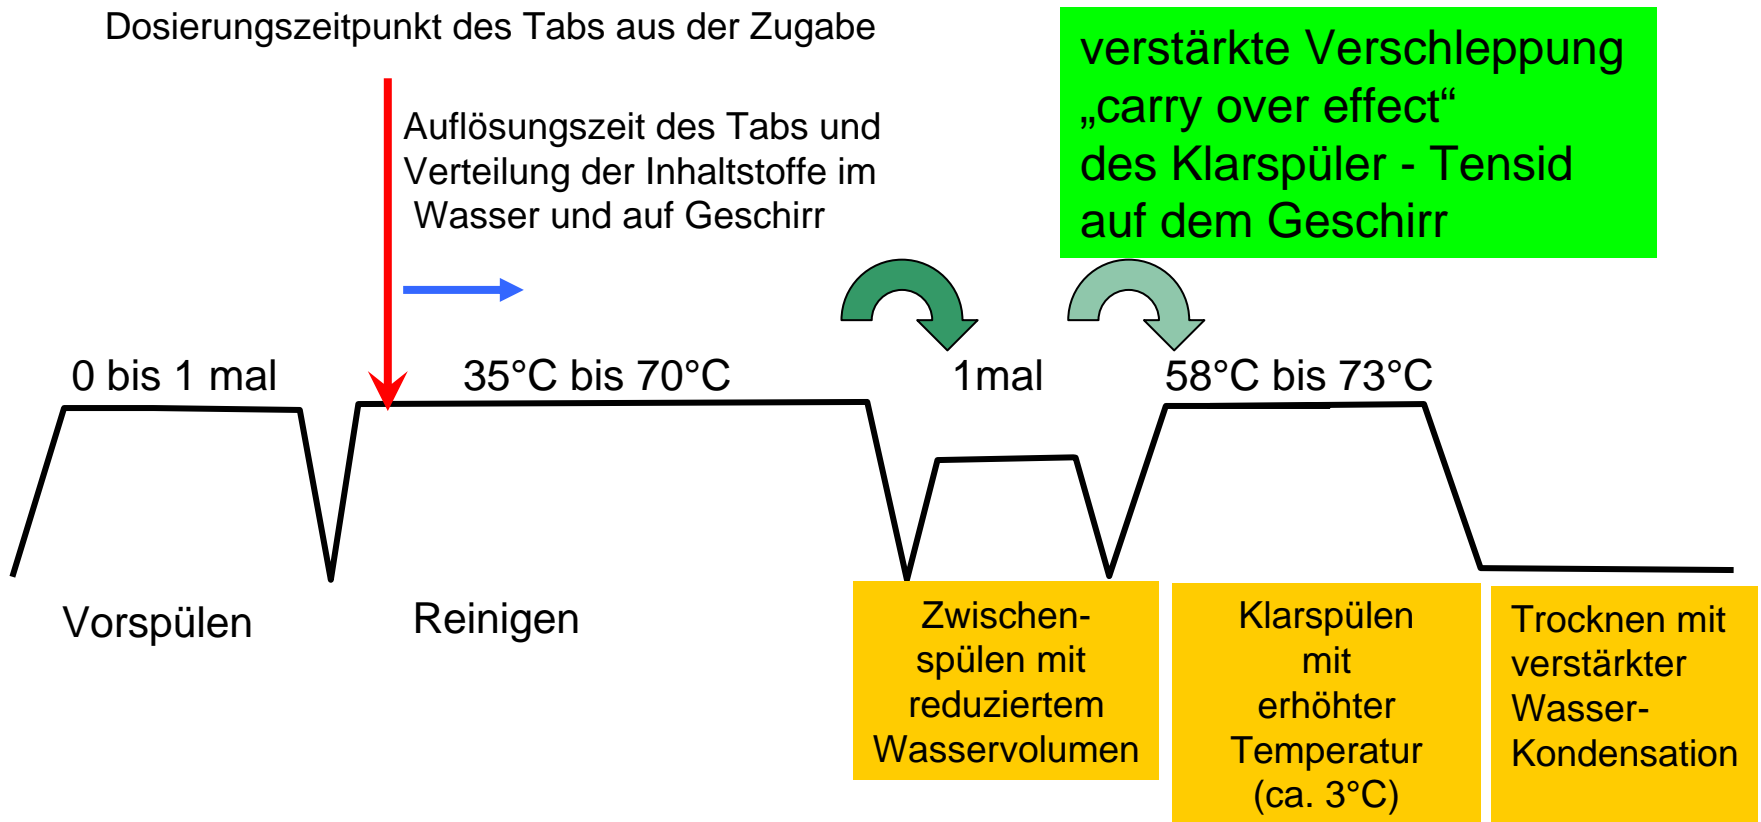 Dosierungszeitpunkt des Tabs aus der Zugabe
verstärkte Verschleppung
„carry over effect“
des Klarspüler - Tensid
auf dem Geschirr
Auflösungszeit des Tabs und
Verteilung der Inhaltstoffe im
Wasser und auf Geschirr
0 bis 1 mal
35°C bis 70°C
1mal
58°C bis 73°C
Vorspülen
Reinigen
Zwischen-
spülen mit
reduziertem
Wasservolumen
Klarspülen
mit
erhöhter
Temperatur
(ca. 3°C)
Trocknen mit
verstärkter
Wasser-
Kondensation